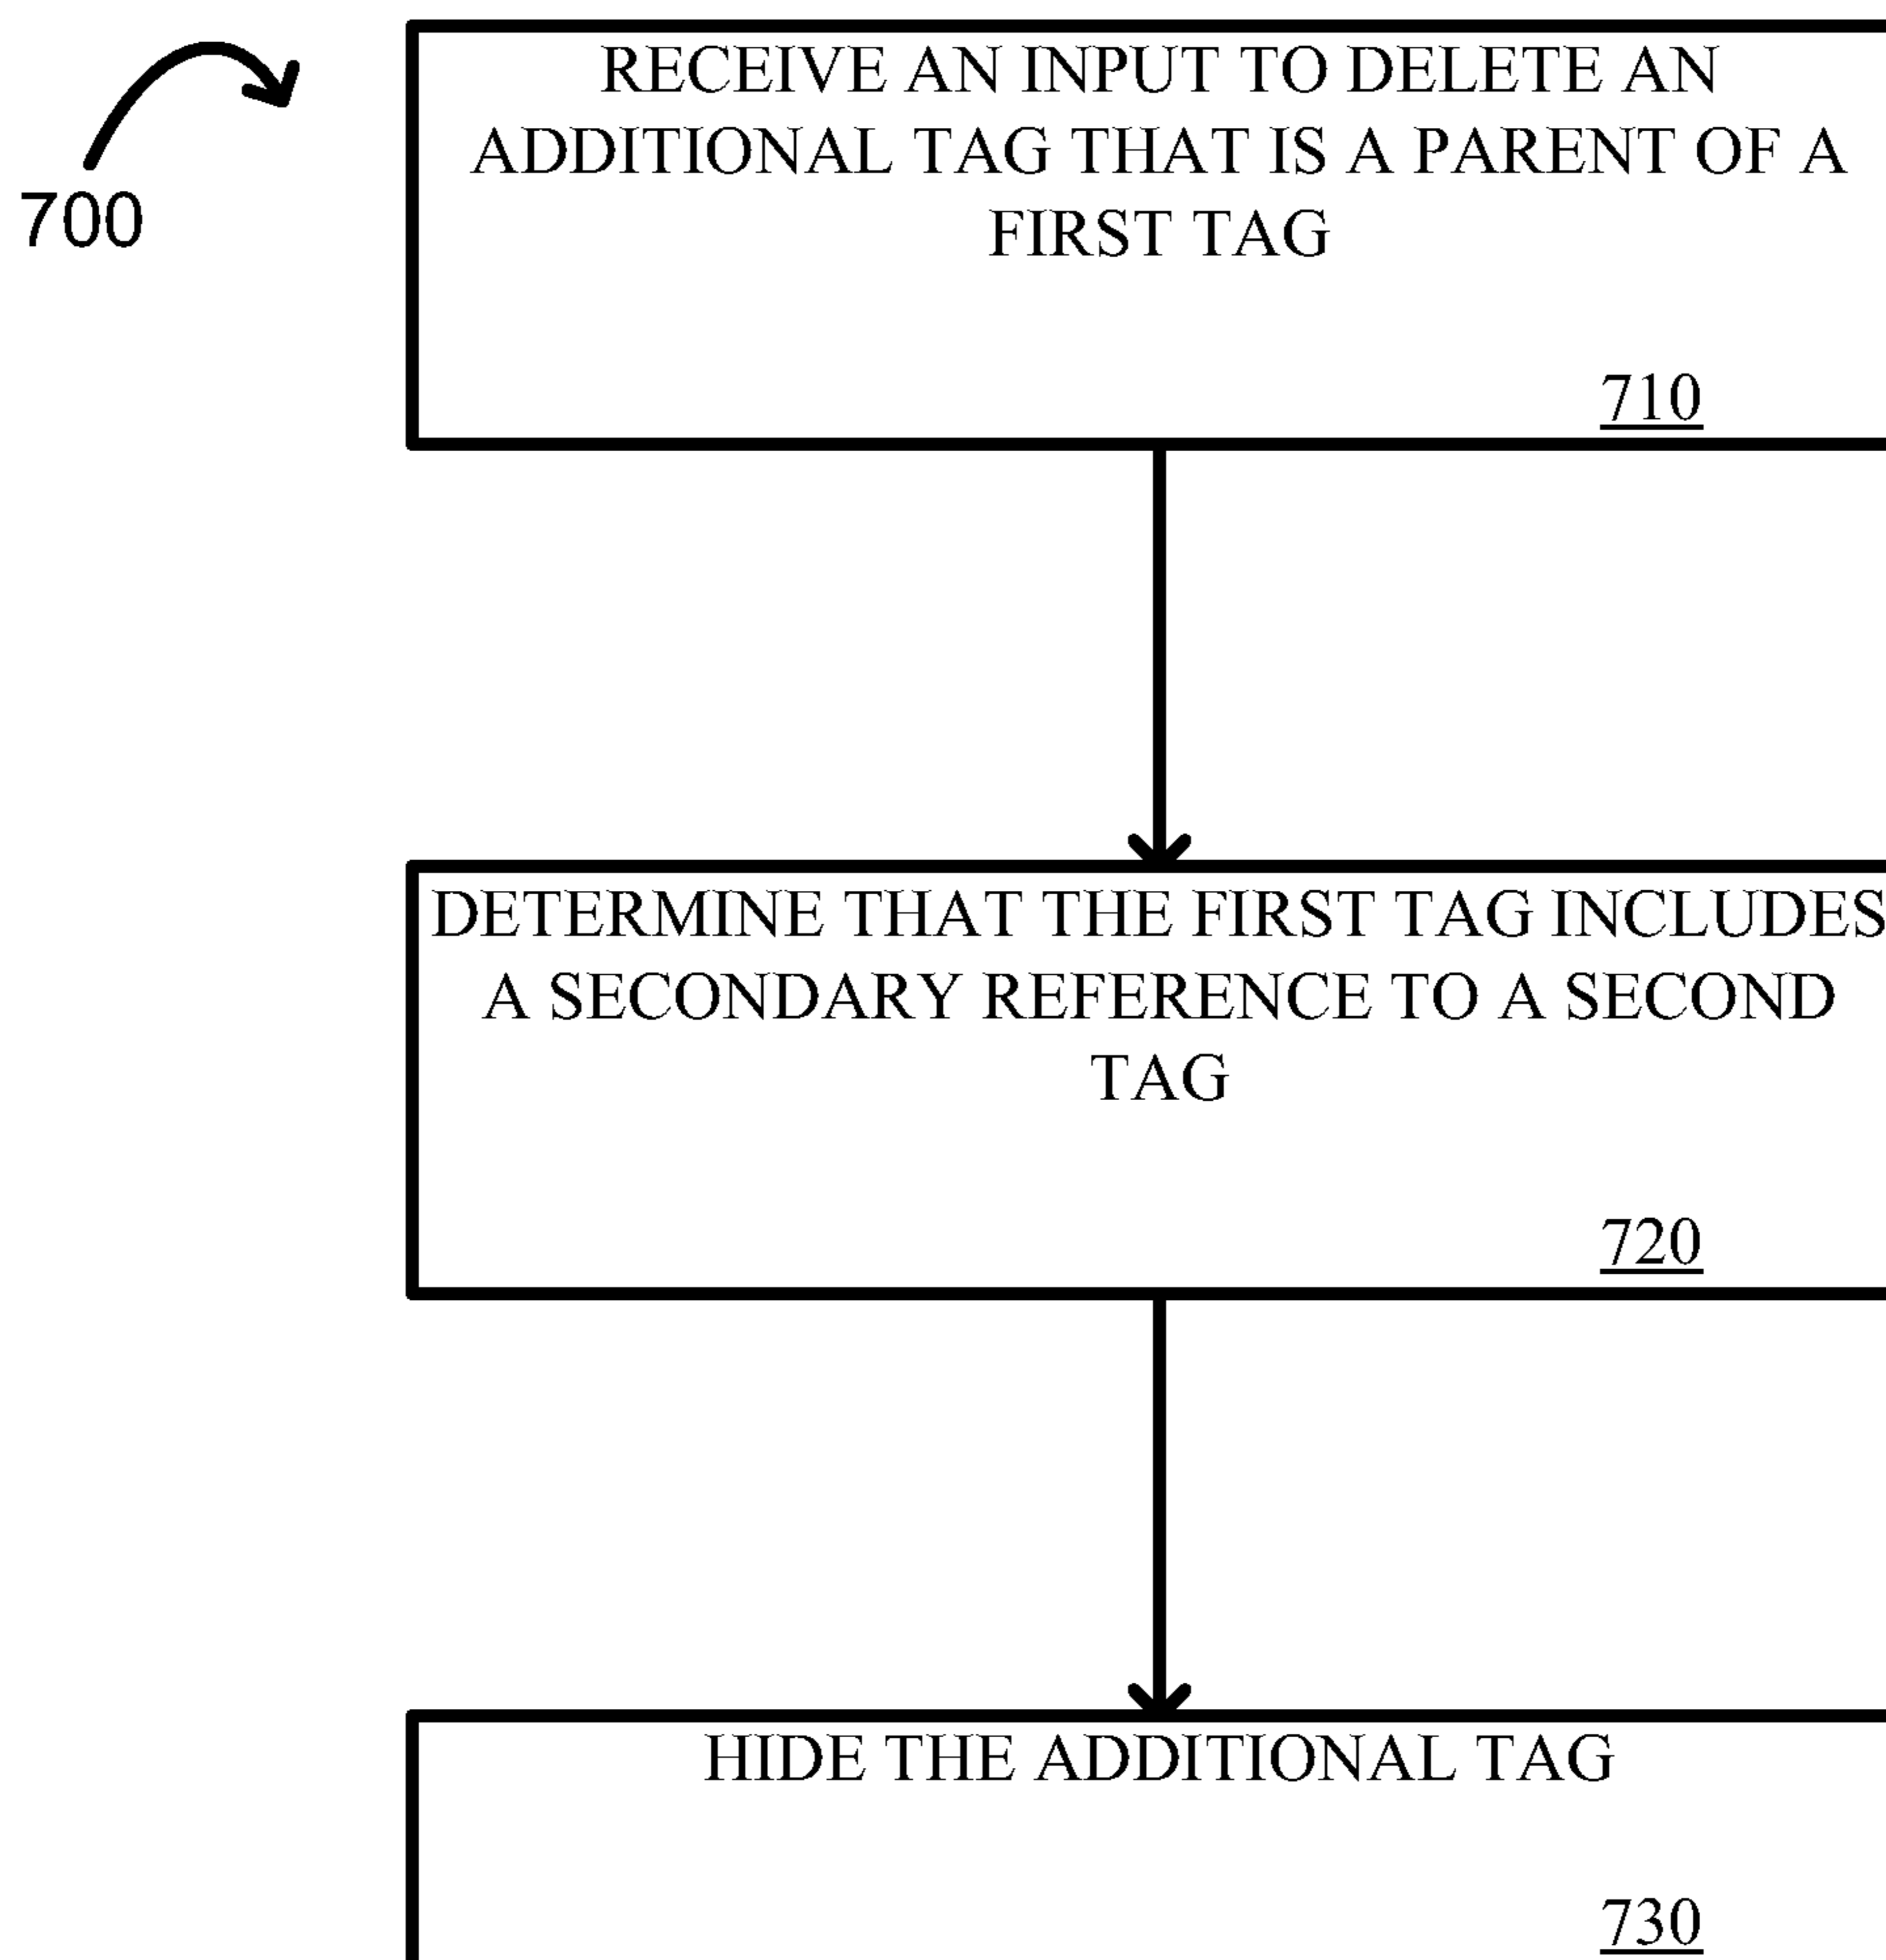 700
RECEIVE AN INPUT TO DELETE AN
ADDITIONAL TAG THAT IS A PARENT OF A
FIRST TAG
710
DETERMINE THAT THE FIRST TAG INCLUDES
A SECONDARY REFERENCE TO A SECOND
TAG
720
HIDE THE ADDITIONAL TAG
730